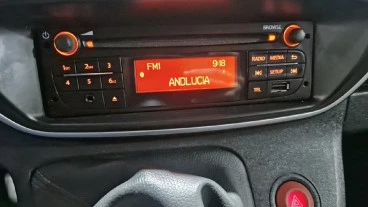 BROWSE
FM1 9:18
ANDLUCIA
RADIO MEDIA
SETUP
TEL
1
2
3
4 5 6